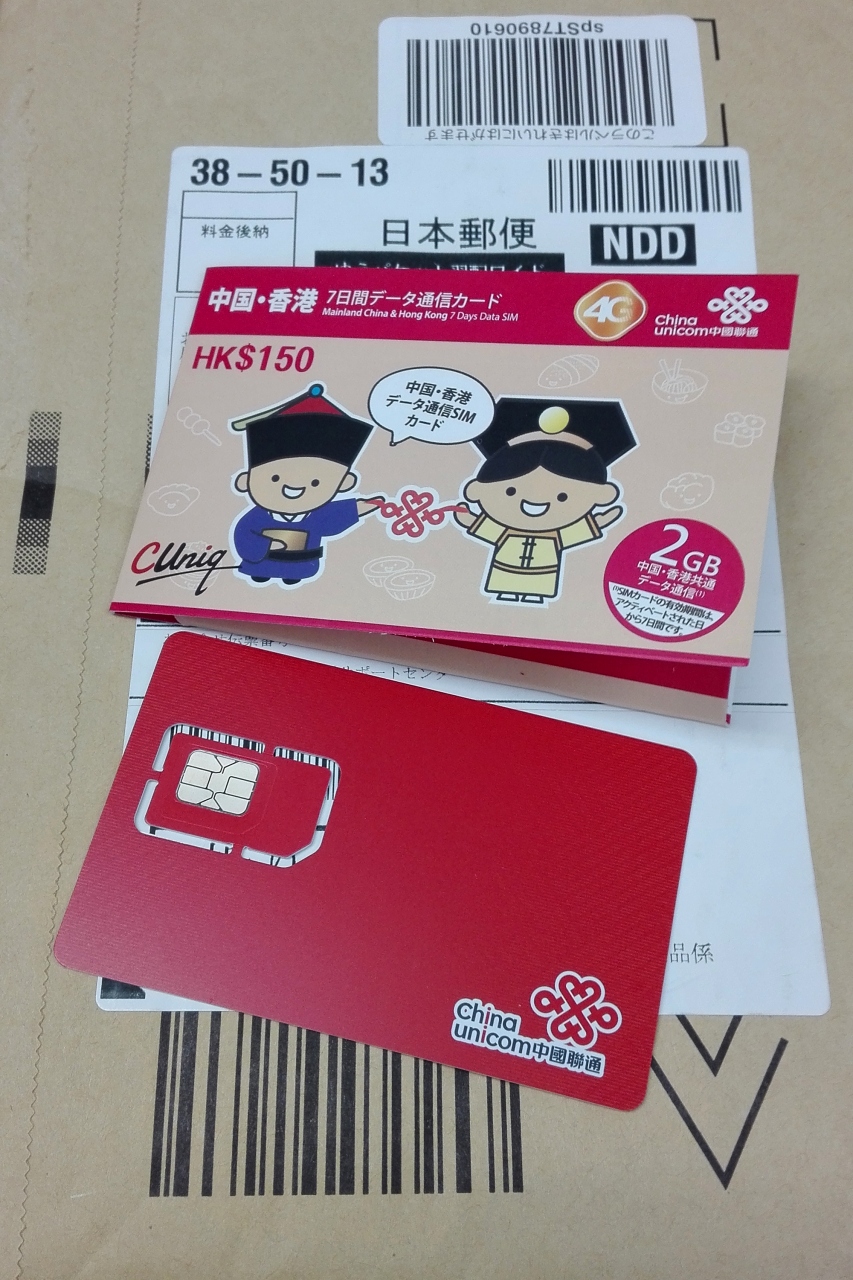 spST7890610
このラベルはきれいにはがせます
38-50-13
料金後納
日本郵便
NDD
中国・香港 7日間データ通信カード
Mainland China & Hong Kong 7 Days Data SIM
4G
China
unicom中國聯通
HK$150
中国・香港
データ通信SIM
カード
CUniq
2GB
中国・香港共通
データ通信(1)
(1)SIMカードの有効期間は、
アクティベートされた日
から7日間です。
ポートセンタ
品係
China
unicom中國聯通